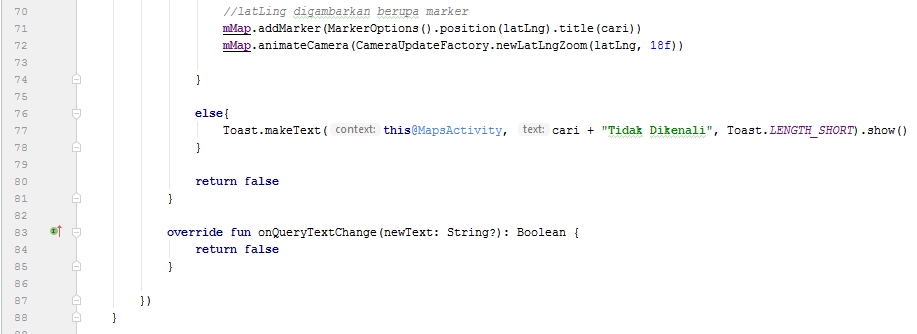 70 //latLing digambarkan berupa marker
71 mMap.addMarker(MarkerOptions().position(latLng).title(cari))
72 mMap.animateCamera(CameraUpdateFactory.newLatLngZoom(latLng, 18f))
73
74 }
75
76 else{
77 Toast.makeText( context: this@MapsActivity, text: cari + "Tidak Dikenali", Toast.LENGTH_SHORT).show()
78 }
79
80 return false
81 }
82
83 override fun onQueryTextChange(newText: String?): Boolean {
84 return false
85 }
86
87 })
88 }